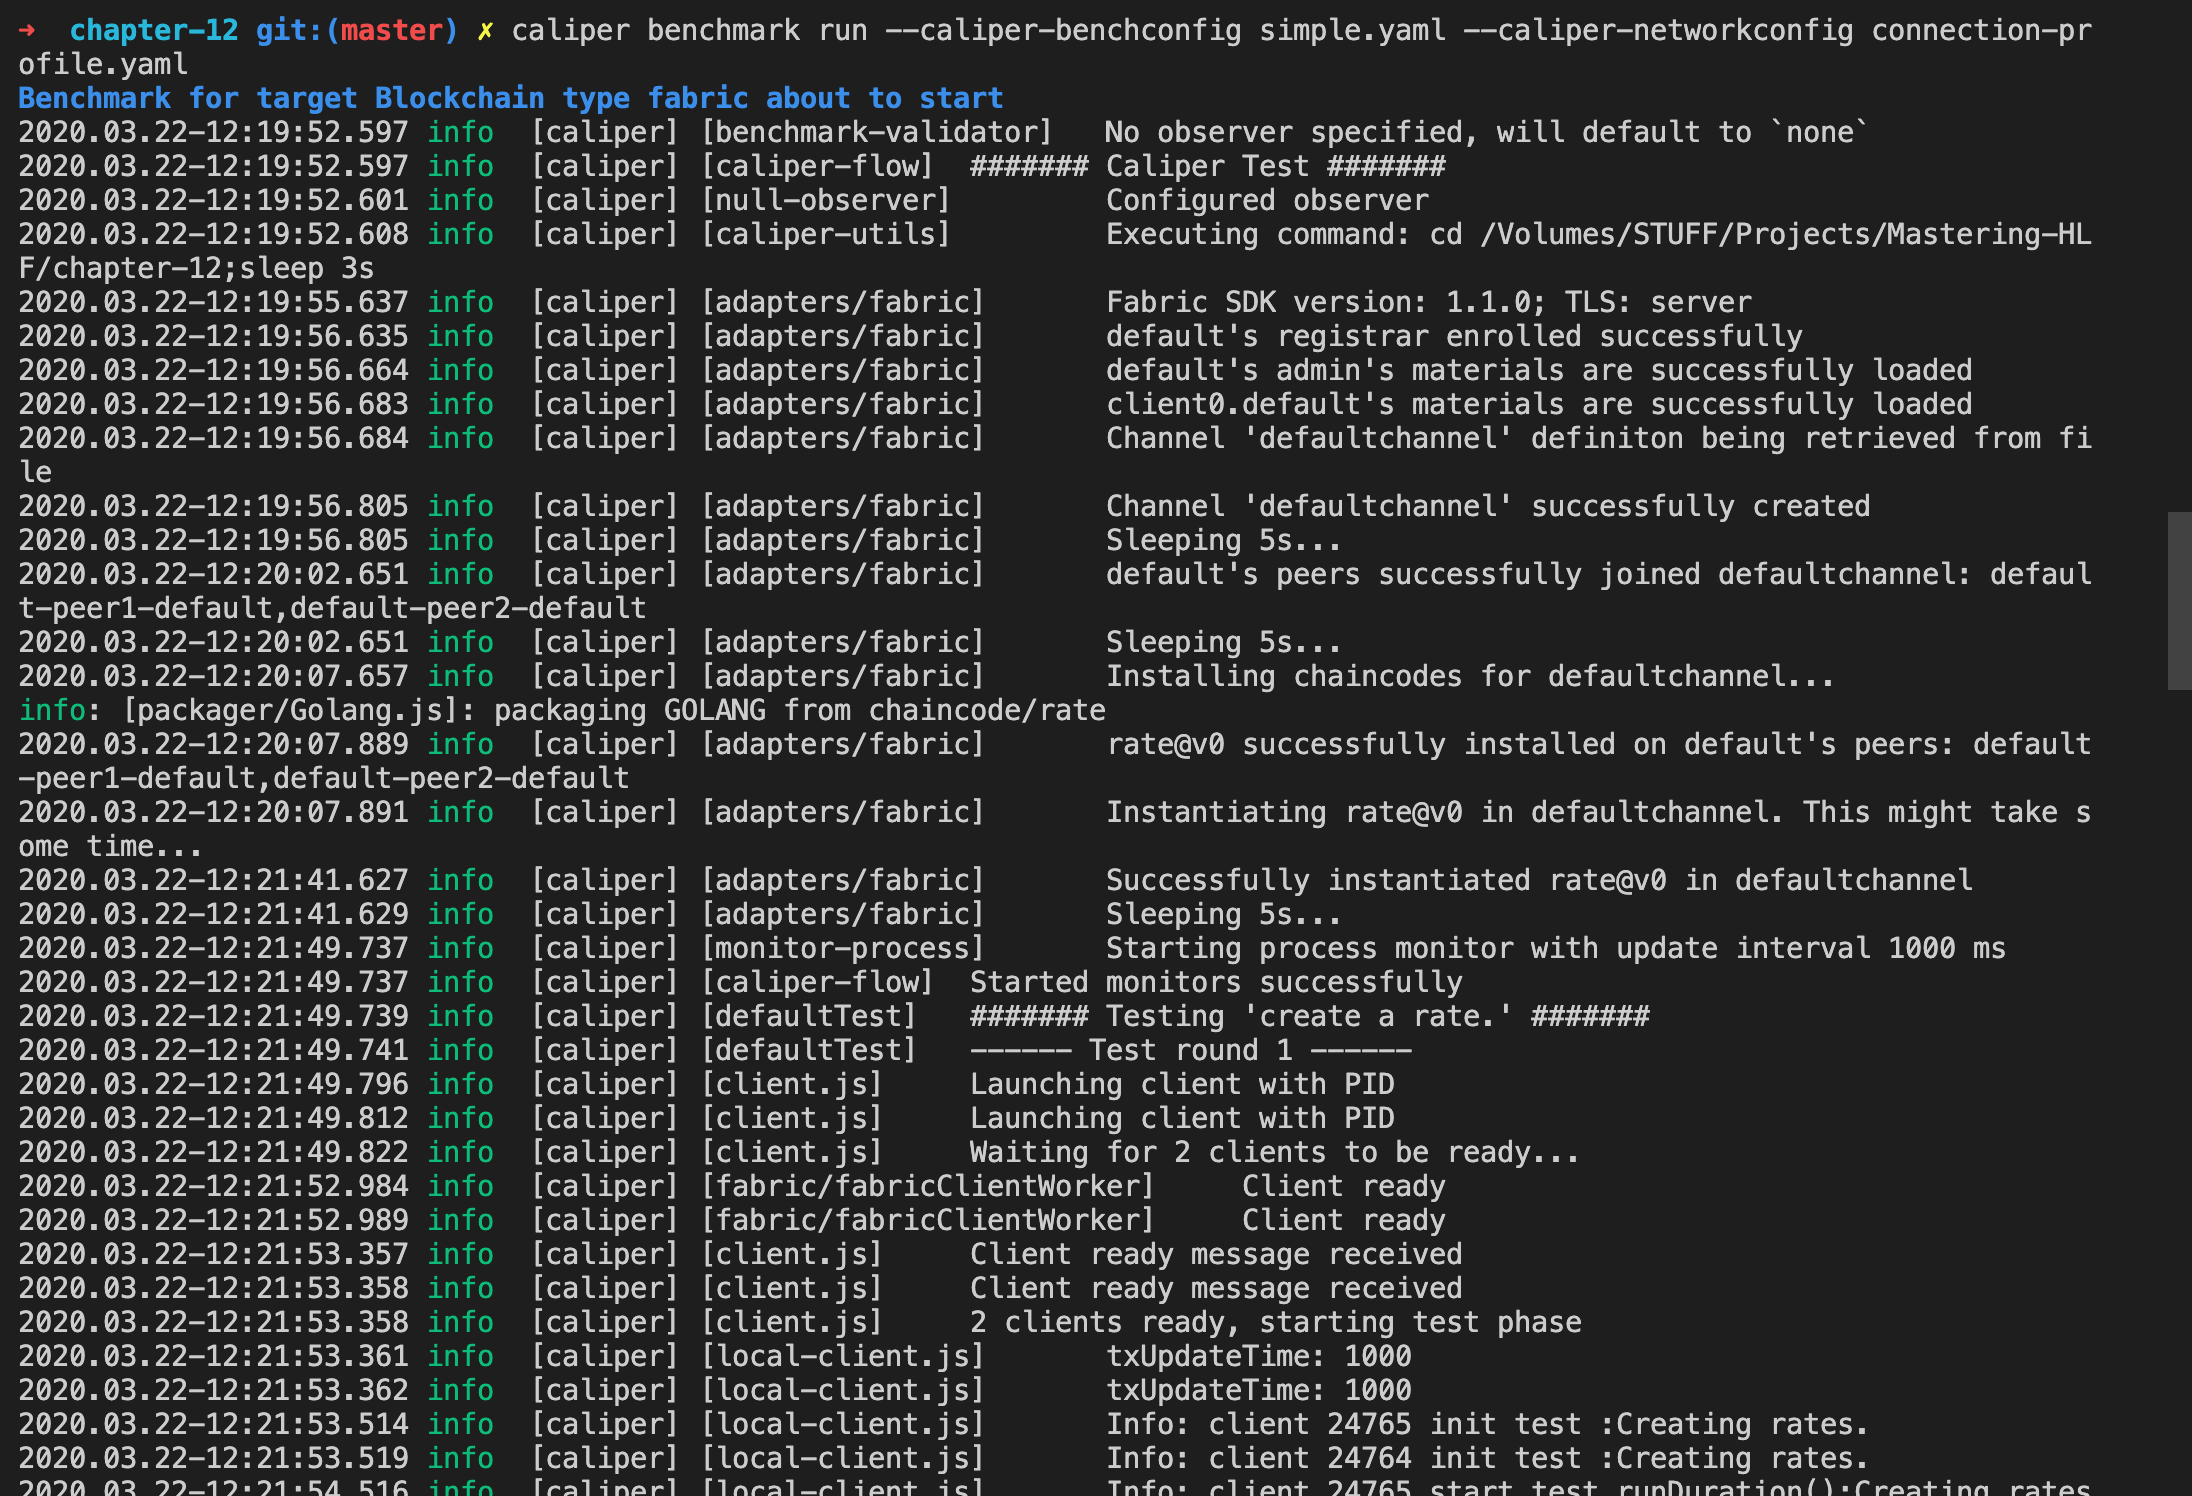 ➜  chapter-12 git:(master) ✗ caliper benchmark run --caliper-benchconfig simple.yaml --caliper-networkconfig connection-pr
ofile.yaml
Benchmark for target Blockchain type fabric about to start
2020.03.22-12:19:52.597 info  [caliper] [benchmark-validator]   No observer specified, will default to `none`
2020.03.22-12:19:52.597 info  [caliper] [caliper-flow]  ####### Caliper Test #######
2020.03.22-12:19:52.601 info  [caliper] [null-observer]         Configured observer
2020.03.22-12:19:52.608 info  [caliper] [caliper-utils]         Executing command: cd /Volumes/STUFF/Projects/Mastering-HL
F/chapter-12;sleep 3s
2020.03.22-12:19:55.637 info  [caliper] [adapters/fabric]       Fabric SDK version: 1.1.0; TLS: server
2020.03.22-12:19:56.635 info  [caliper] [adapters/fabric]       default's registrar enrolled successfully
2020.03.22-12:19:56.664 info  [caliper] [adapters/fabric]       default's admin's materials are successfully loaded
2020.03.22-12:19:56.683 info  [caliper] [adapters/fabric]       client0.default's materials are successfully loaded
2020.03.22-12:19:56.684 info  [caliper] [adapters/fabric]       Channel 'defaultchannel' definiton being retrieved from fi
le
2020.03.22-12:19:56.805 info  [caliper] [adapters/fabric]       Channel 'defaultchannel' successfully created
2020.03.22-12:19:56.805 info  [caliper] [adapters/fabric]       Sleeping 5s...
2020.03.22-12:20:02.651 info  [caliper] [adapters/fabric]       default's peers successfully joined defaultchannel: defaul
t-peer1-default,default-peer2-default
2020.03.22-12:20:02.651 info  [caliper] [adapters/fabric]       Sleeping 5s...
2020.03.22-12:20:07.657 info  [caliper] [adapters/fabric]       Installing chaincodes for defaultchannel...
info: [packager/Golang.js]: packaging GOLANG from chaincode/rate
2020.03.22-12:20:07.889 info  [caliper] [adapters/fabric]       rate@v0 successfully installed on default's peers: default
-peer1-default,default-peer2-default
2020.03.22-12:20:07.891 info  [caliper] [adapters/fabric]       Instantiating rate@v0 in defaultchannel. This might take s
ome time...
2020.03.22-12:21:41.627 info  [caliper] [adapters/fabric]       Successfully instantiated rate@v0 in defaultchannel
2020.03.22-12:21:41.629 info  [caliper] [adapters/fabric]       Sleeping 5s...
2020.03.22-12:21:49.737 info  [caliper] [monitor-process]       Starting process monitor with update interval 1000 ms
2020.03.22-12:21:49.737 info  [caliper] [caliper-flow]  Started monitors successfully
2020.03.22-12:21:49.739 info  [caliper] [defaultTest]   ####### Testing 'create a rate.' #######
2020.03.22-12:21:49.741 info  [caliper] [defaultTest]   ------ Test round 1 ------
2020.03.22-12:21:49.796 info  [caliper] [client.js]     Launching client with PID
2020.03.22-12:21:49.812 info  [caliper] [client.js]     Launching client with PID
2020.03.22-12:21:49.822 info  [caliper] [client.js]     Waiting for 2 clients to be ready...
2020.03.22-12:21:52.984 info  [caliper] [fabric/fabricClientWorker]     Client ready
2020.03.22-12:21:52.989 info  [caliper] [fabric/fabricClientWorker]     Client ready
2020.03.22-12:21:53.357 info  [caliper] [client.js]     Client ready message received
2020.03.22-12:21:53.358 info  [caliper] [client.js]     Client ready message received
2020.03.22-12:21:53.358 info  [caliper] [client.js]     2 clients ready, starting test phase
2020.03.22-12:21:53.361 info  [caliper] [local-client.js]       txUpdateTime: 1000
2020.03.22-12:21:53.362 info  [caliper] [local-client.js]       txUpdateTime: 1000
2020.03.22-12:21:53.514 info  [caliper] [local-client.js]       Info: client 24765 init test :Creating rates.
2020.03.22-12:21:53.519 info  [caliper] [local-client.js]       Info: client 24764 init test :Creating rates.
2020.03.22-12:21:54.516 info  [caliper] [local-client.js]       Info: client 24765 start test runDuration():Creating rates